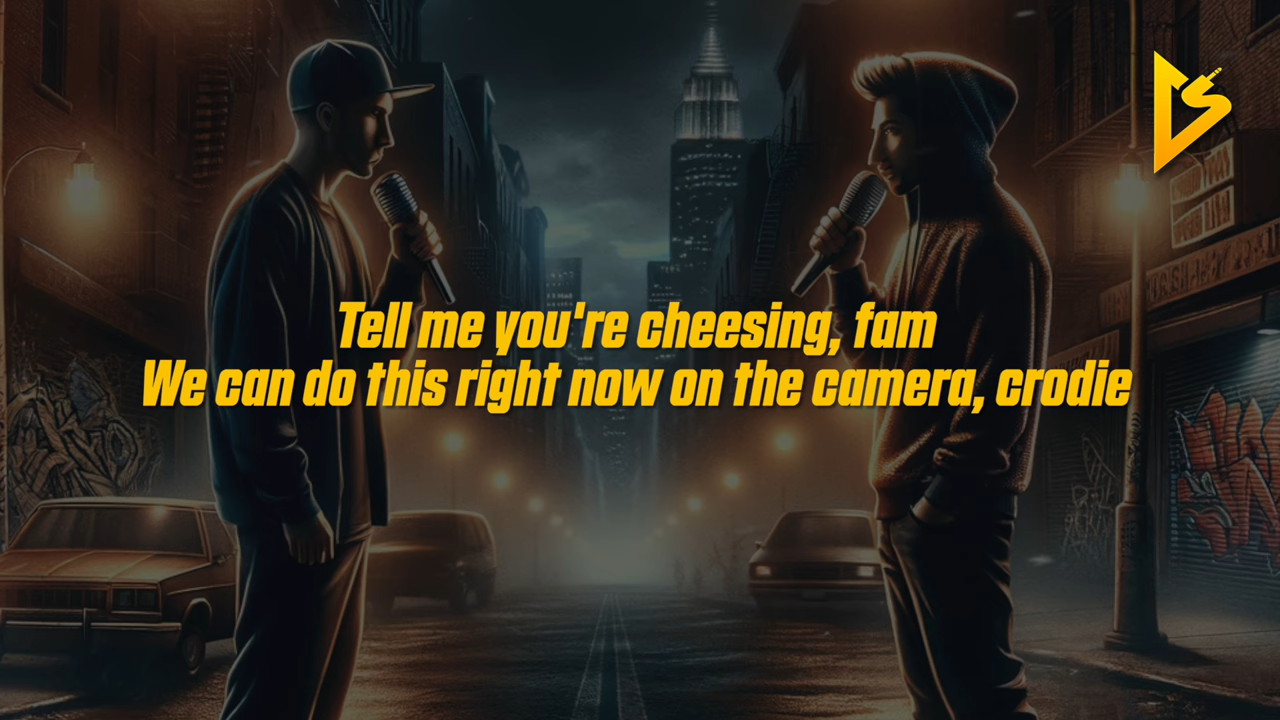 Tell me you're cheesing, fam
We can do this right now on the camera, crodie